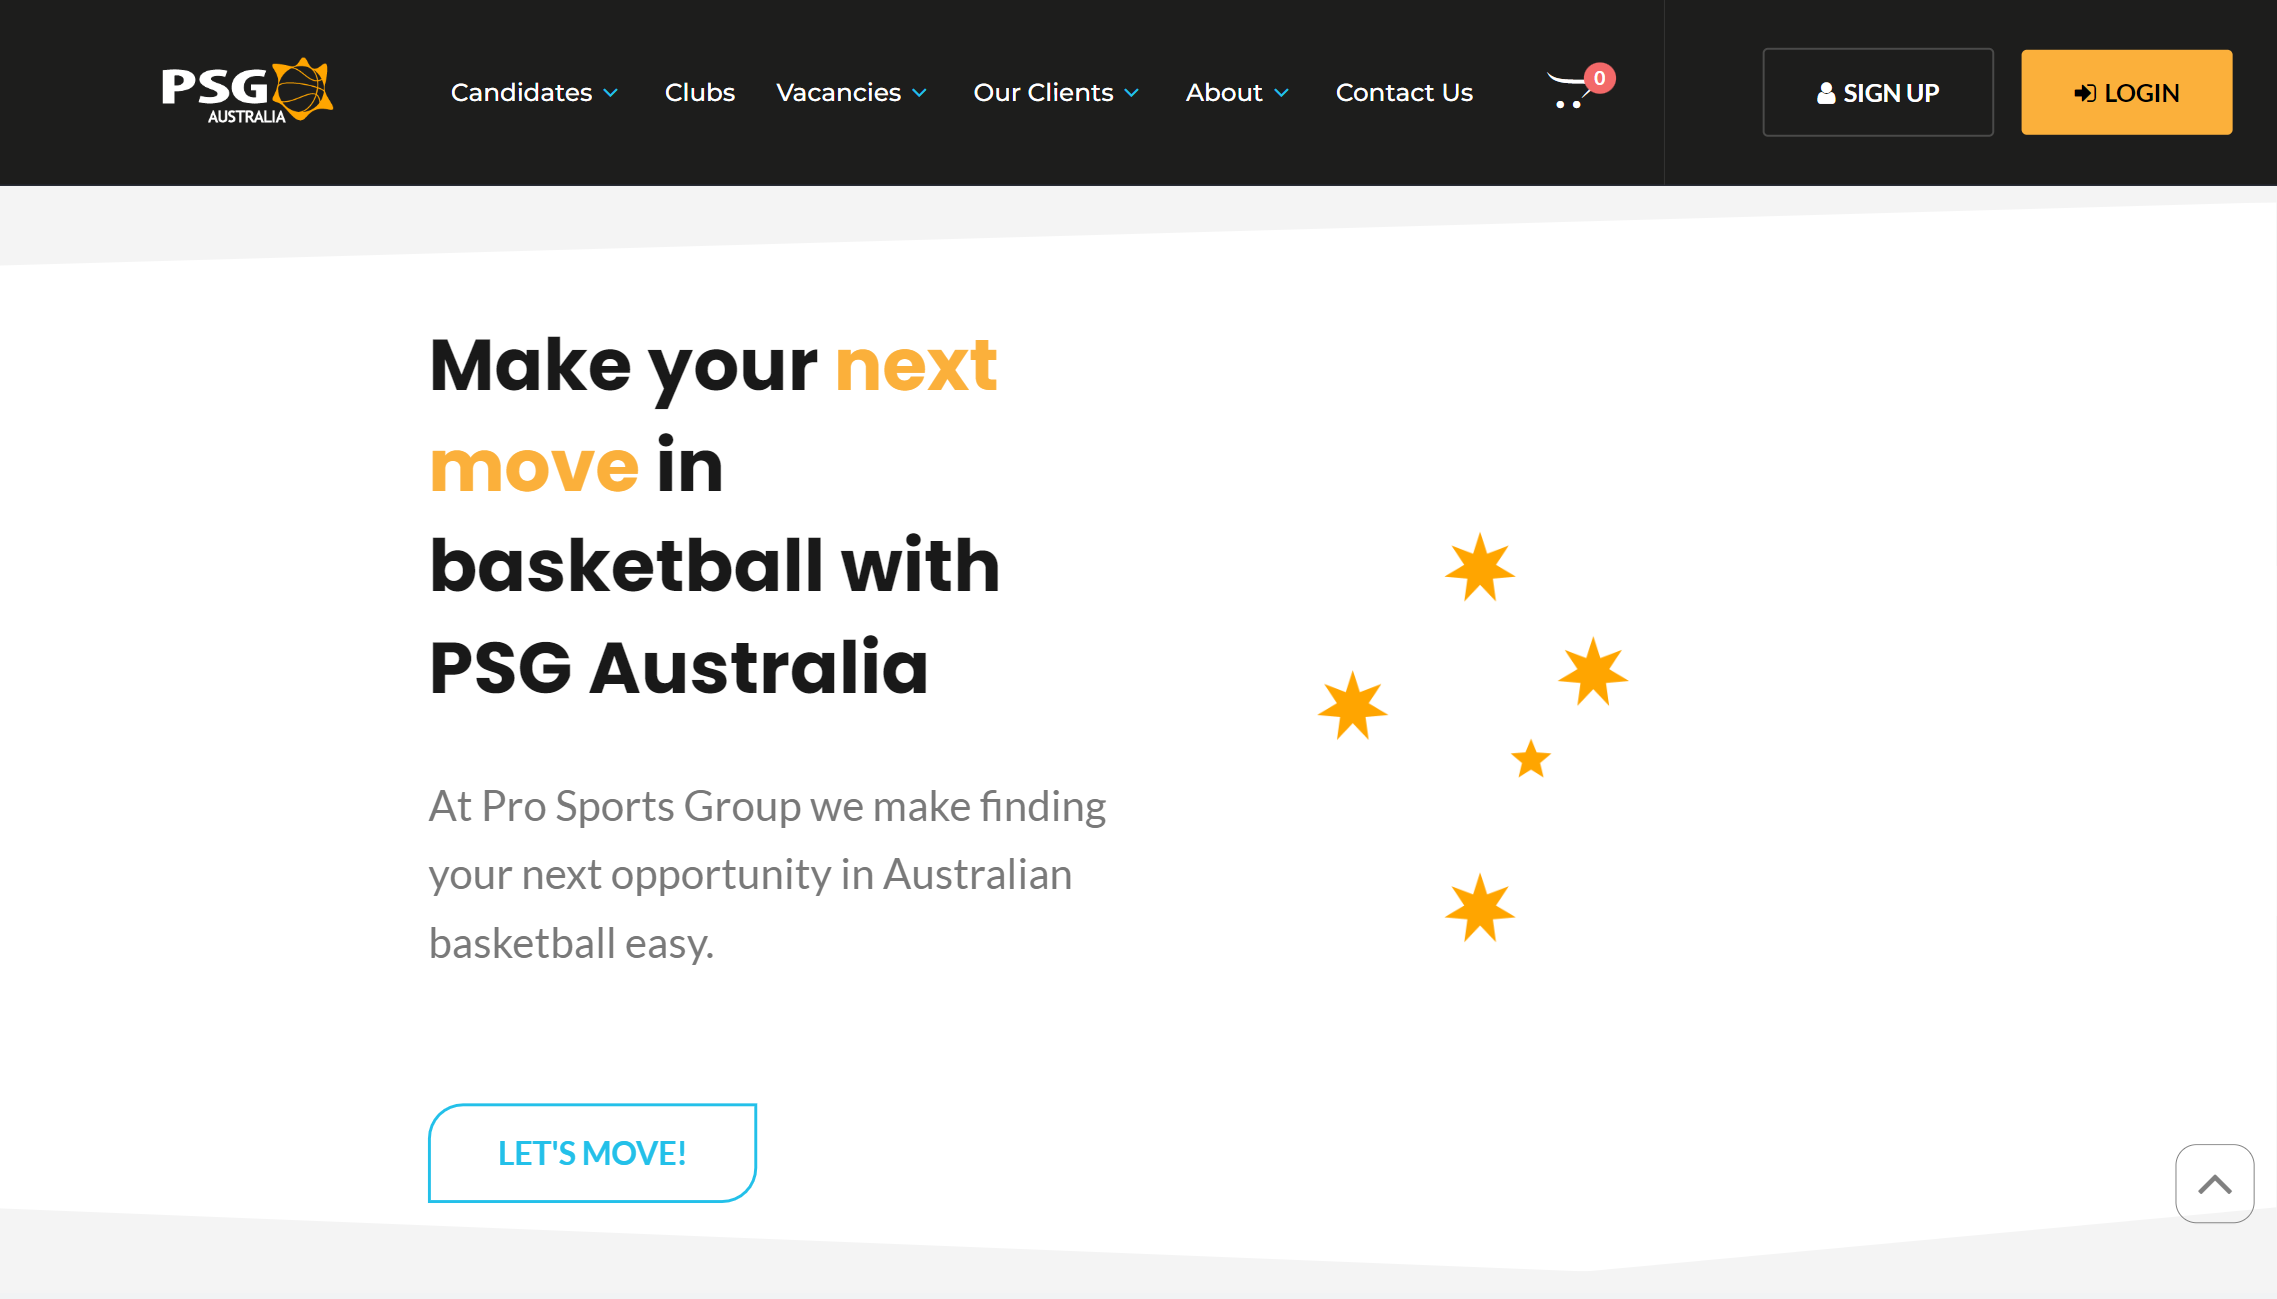 PSG
AUSTRALIA
Candidates
Clubs
Vacancies
Our Clients
About
Contact Us
0
SIGN UP
LOGIN
Make your next
move in
basketball with
PSG Australia
At Pro Sports Group we make finding
your next opportunity in Australian
basketball easy.
LET'S MOVE!